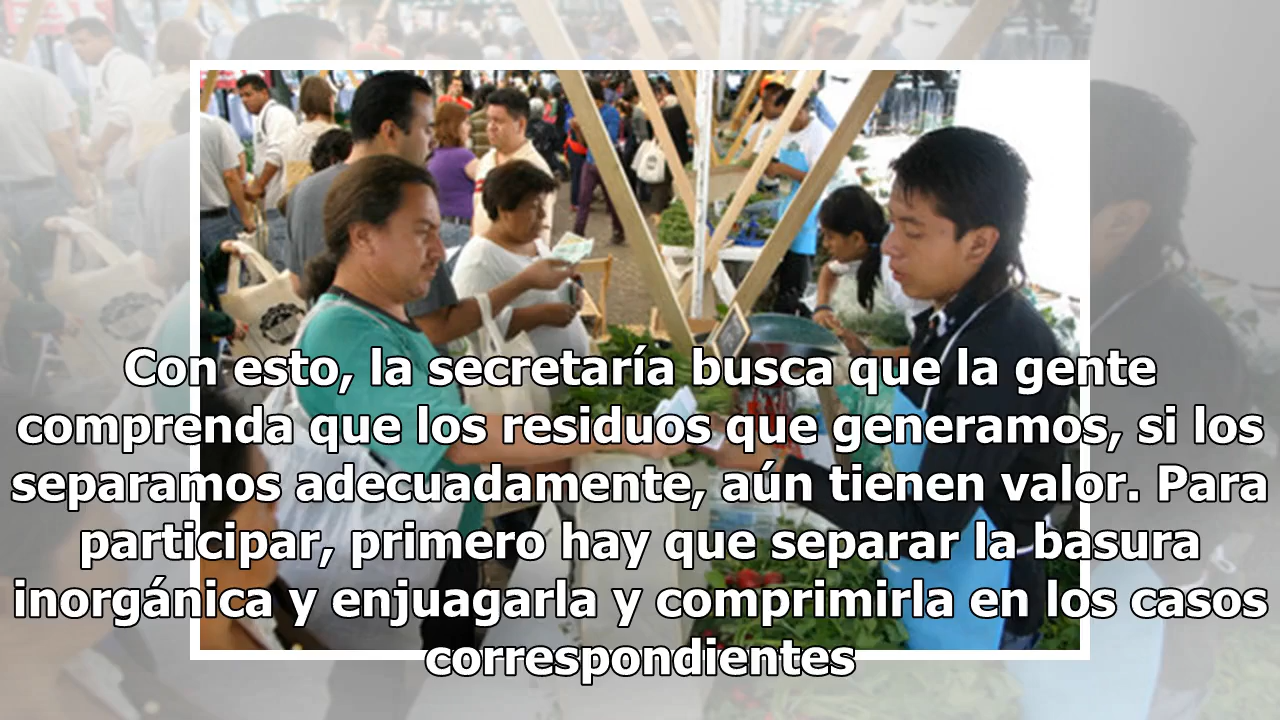 Con esto, la secretaría busca que la gente
comprenda que los residuos que generamos, si los
separamos adecuadamente, aún tienen valor. Para
participar, primero hay que separar la basura
inorgánica y enjuagarla y comprimirla en los casos
correspondientes